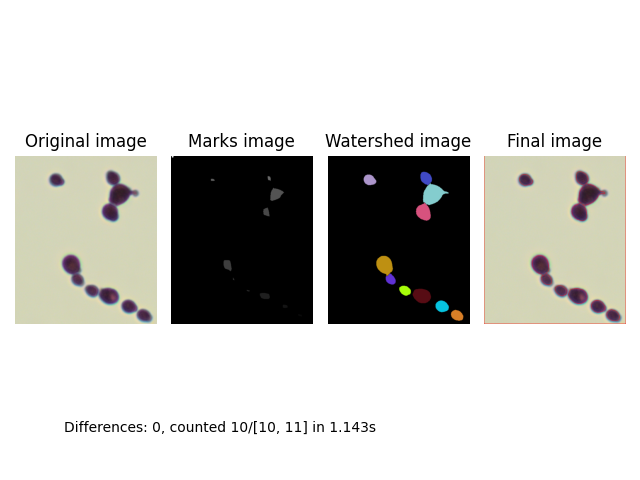 Original image
Marks image
Watershed image
Final image
Differences: 0, counted 10/[10, 11] in 1.143s